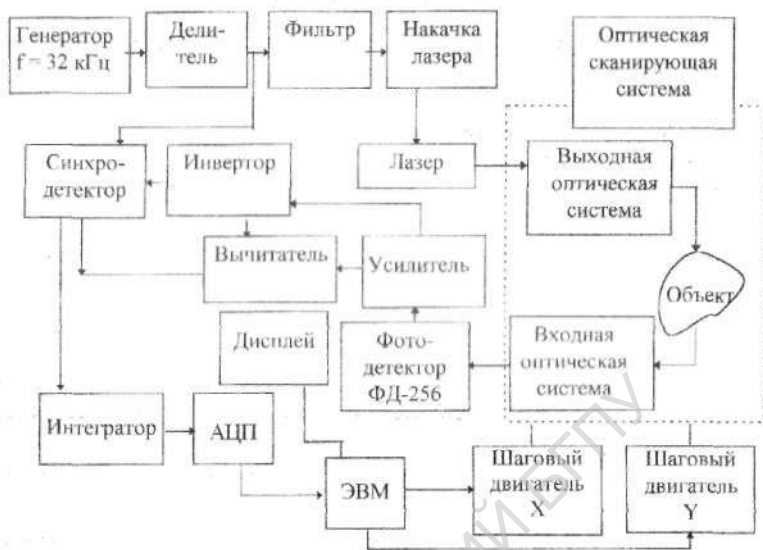 Генератор
f = 32 кГц
Дели-
тель
Фильтр
Накачка
лазера
Оптическая
сканирующая
система
Синхро-
детектор
Инвертор
Лазер
Выходная
оптическая
система
Вычитатель
Усилитель
Объект
Дисплей
Фото-
детектор
ФД-256
Входная
оптическая
система
Интегратор
АЦП
ЭВМ
Шаговый
двигатель
X
Шаговый
двигатель
Y
БГПУ